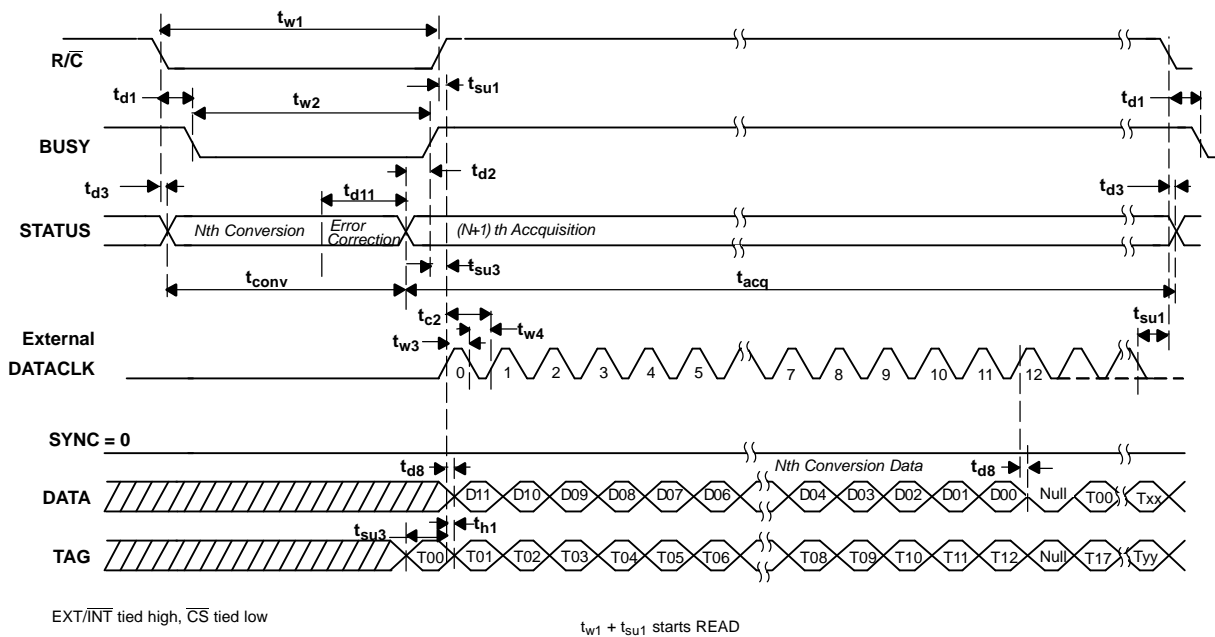 tw1
R/C̅
tsu1
td1
tw2
td1
BUSY
td2
td3
td11
td3
STATUS
Nth Conversion
Error
Correction
(N+1) th Accquisition
tsu3
tconv
tacq
tc2
tsu1
External
tw3
tw4
DATACLK
0 1 2 3 4 5 7 8 9 10 11 12
SYNC = 0
td8
Nth Conversion Data
td8
DATA
D11 D10 D09 D08 D07 D06 D04 D03 D02 D01 D00 Null T00 Txx
tsu3
th1
TAG
T00 T01 T02 T03 T04 T05 T06 T08 T09 T10 T11 T12 Null T17 Tyy
EXT/I̅N̅T̅ tied high, C̅S̅ tied low
tw1 + tsu1 starts READ